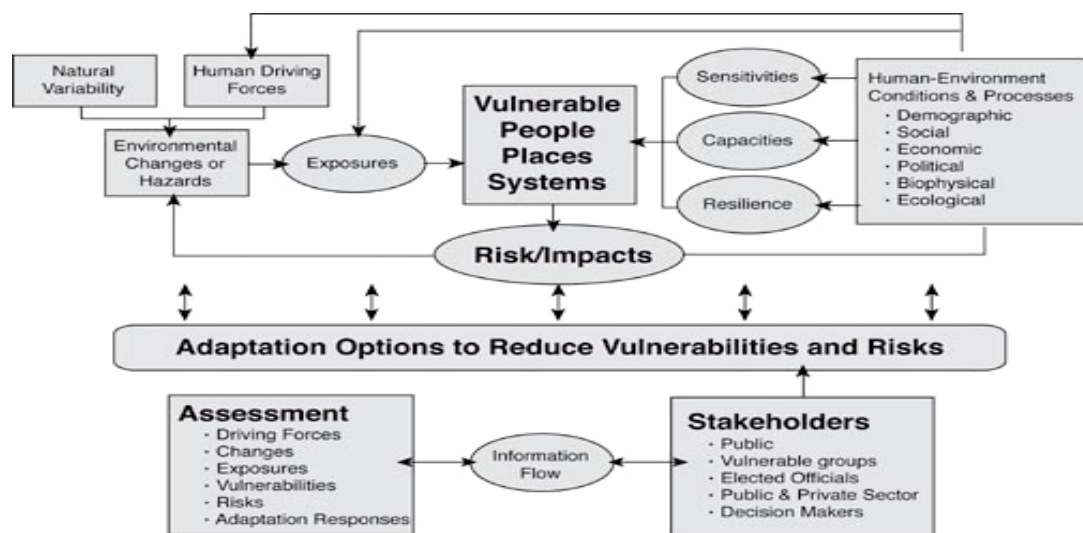 Natural
Variability
Human Driving
Forces
Environmental
Changes or
Hazards
Exposures
Vulnerable
People
Places
Systems
Sensitivities
Capacities
Resilience
Human-Environment
Conditions & Processes
· Demographic
· Social
· Economic
· Political
· Biophysical
· Ecological
Risk/Impacts
Adaptation Options to Reduce Vulnerabilities and Risks
Assessment
· Driving Forces
· Changes
· Exposures
· Vulnerabilities
· Risks
· Adaptation Responses
Information
Flow
Stakeholders
· Public
· Vulnerable groups
· Elected Officials
· Public & Private Sector
· Decision Makers